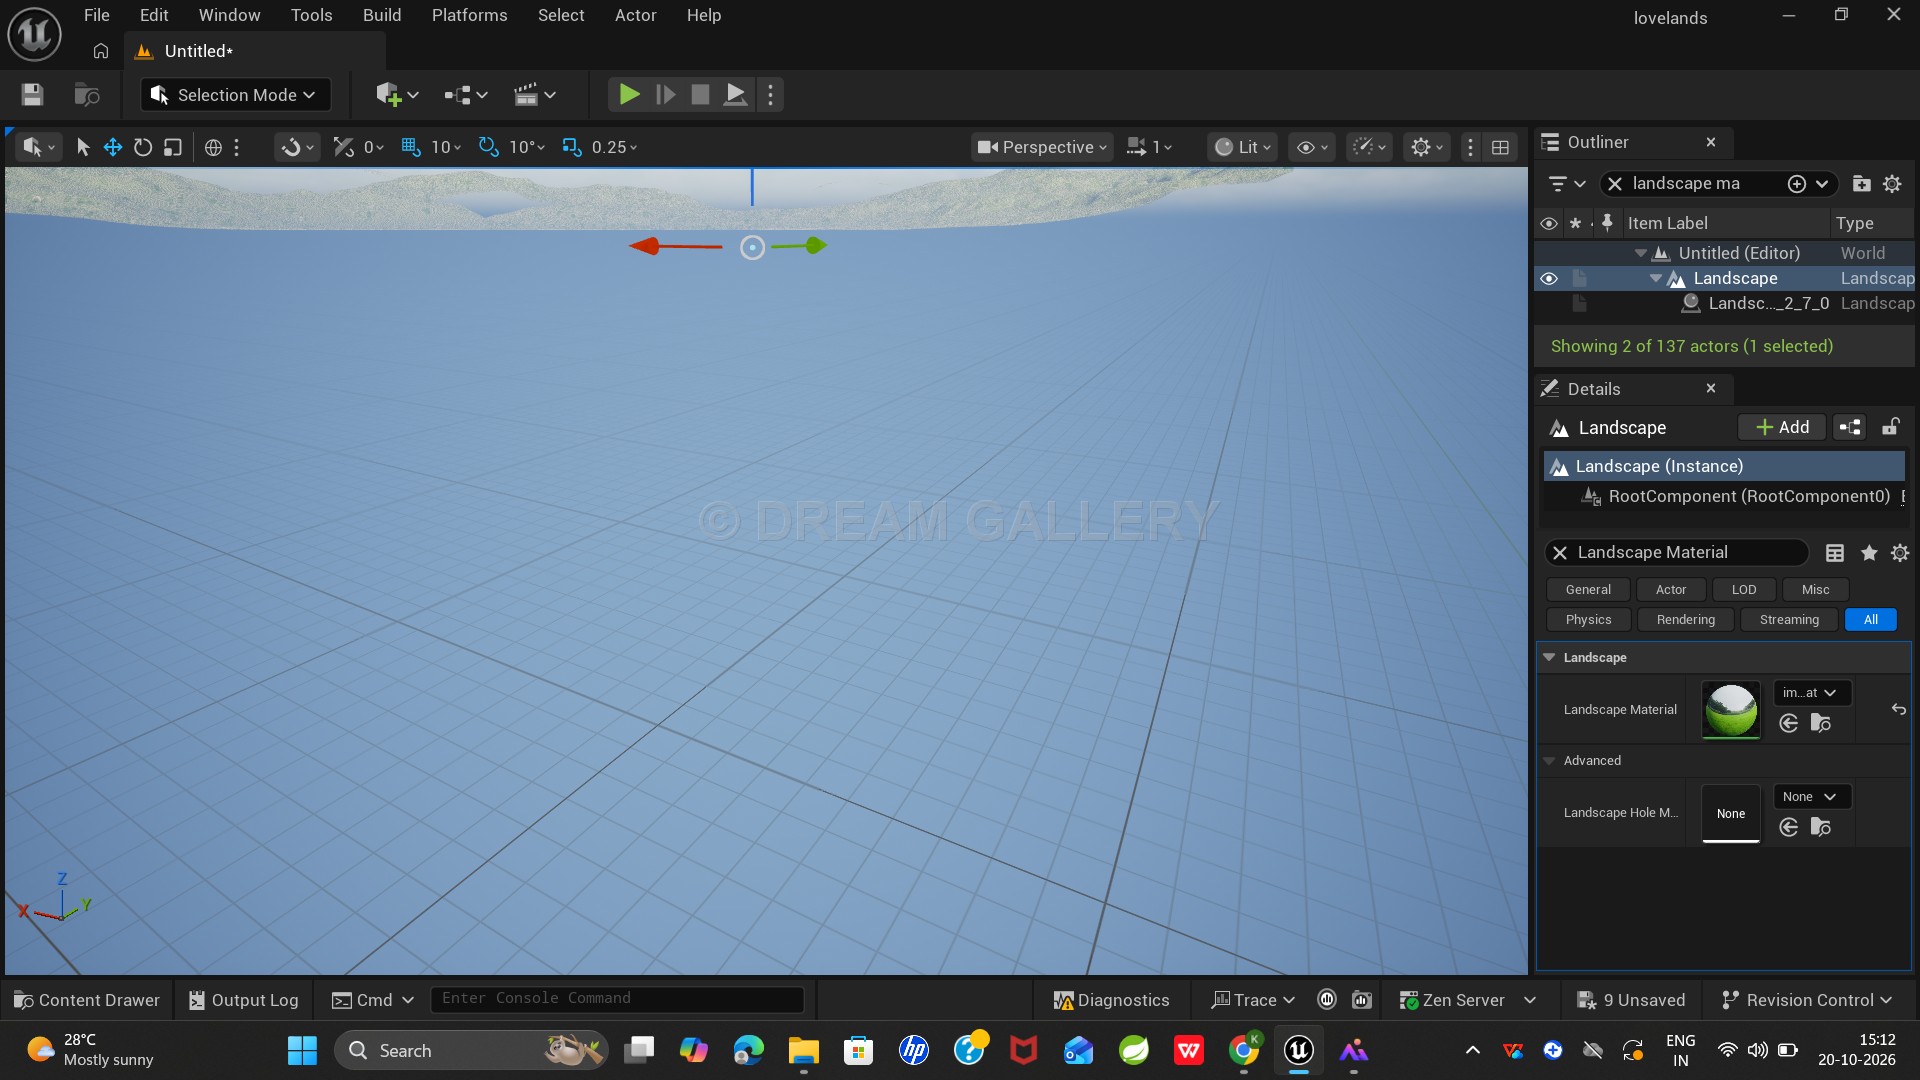 File Edit Window Tools Build Platforms Select Actor Help
lovelands
Untitled*
Selection Mode
0 10 10° 0.25 Perspective 1 Lit
Outliner
landscape ma
Item Label Type
Untitled (Editor) World
Landscape Landscap
Landsc..._2_7_0 Landscap
Showing 2 of 137 actors (1 selected)
Details
Landscape Add
Landscape (Instance)
RootComponent (RootComponent0)
Landscape Material
General Actor LOD Misc
Physics Rendering Streaming All
Landscape
Landscape Material im...at
Advanced
Landscape Hole M... None None
© DREAM GALLERY
Z
X Y
Content Drawer Output Log Cmd Enter Console Command Diagnostics Trace Zen Server 9 Unsaved Revision Control
28°C
Mostly sunny
Search
hp
K
ENG
IN
15:12
20-10-2026